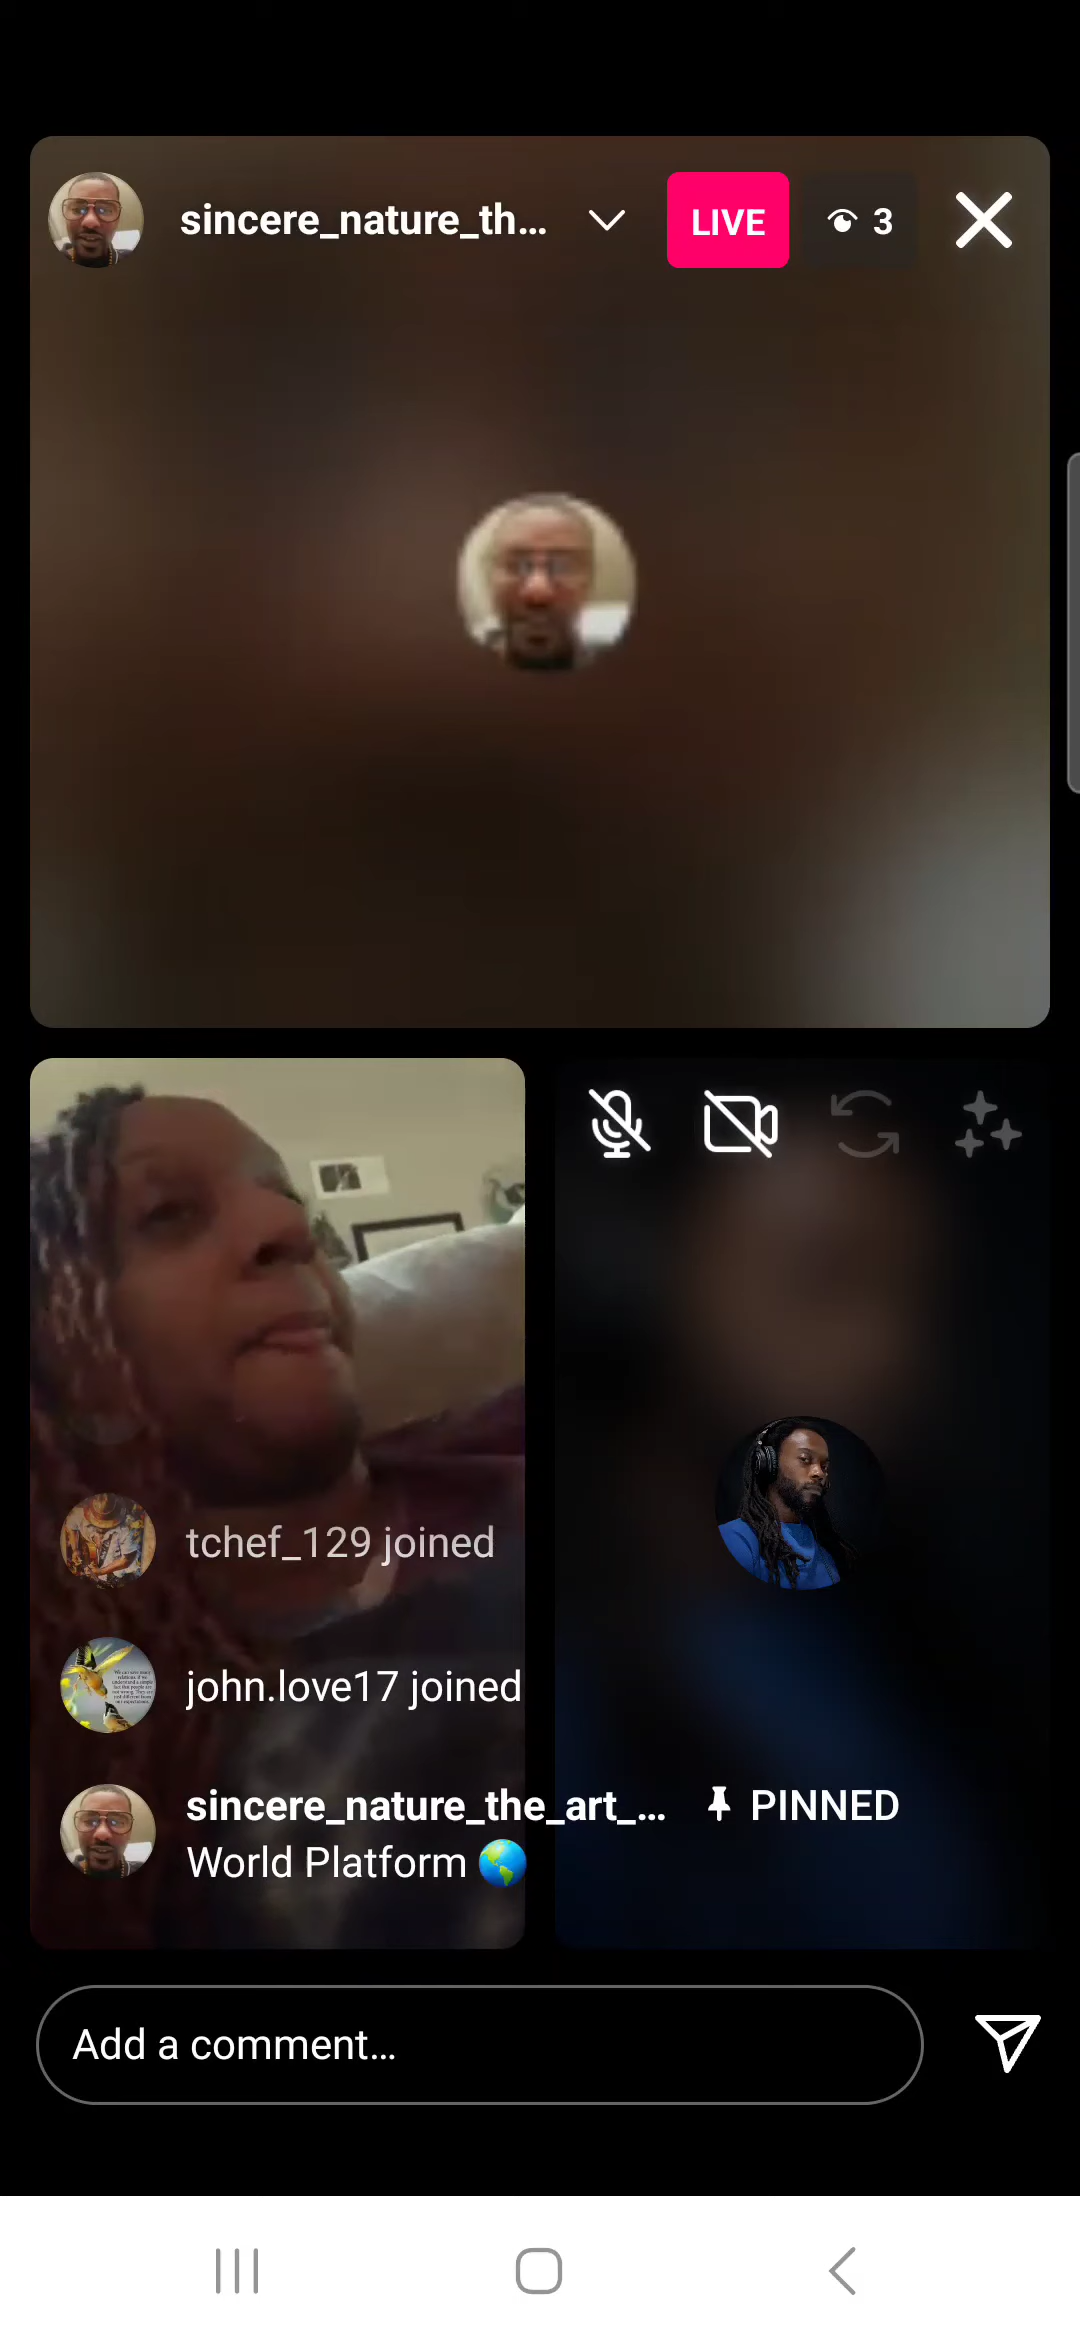 sincere_nature_th...
LIVE
3
tchef_129 joined
john.love17 joined
sincere_nature_the_art_... PINNED
World Platform 🌎
Add a comment...